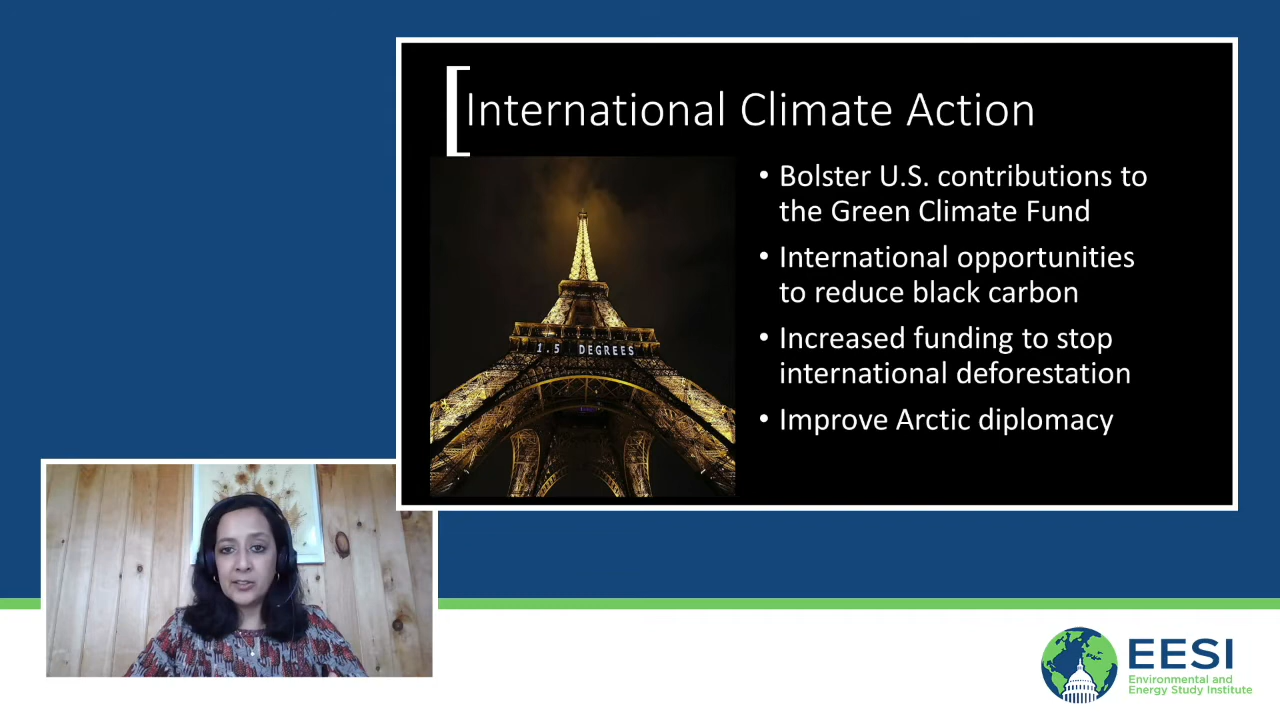 International Climate Action
• Bolster U.S. contributions to
the Green Climate Fund
• International opportunities
to reduce black carbon
• Increased funding to stop
international deforestation
• Improve Arctic diplomacy
1.5 DEGREES
EESI
Environmental and
Energy Study Institute